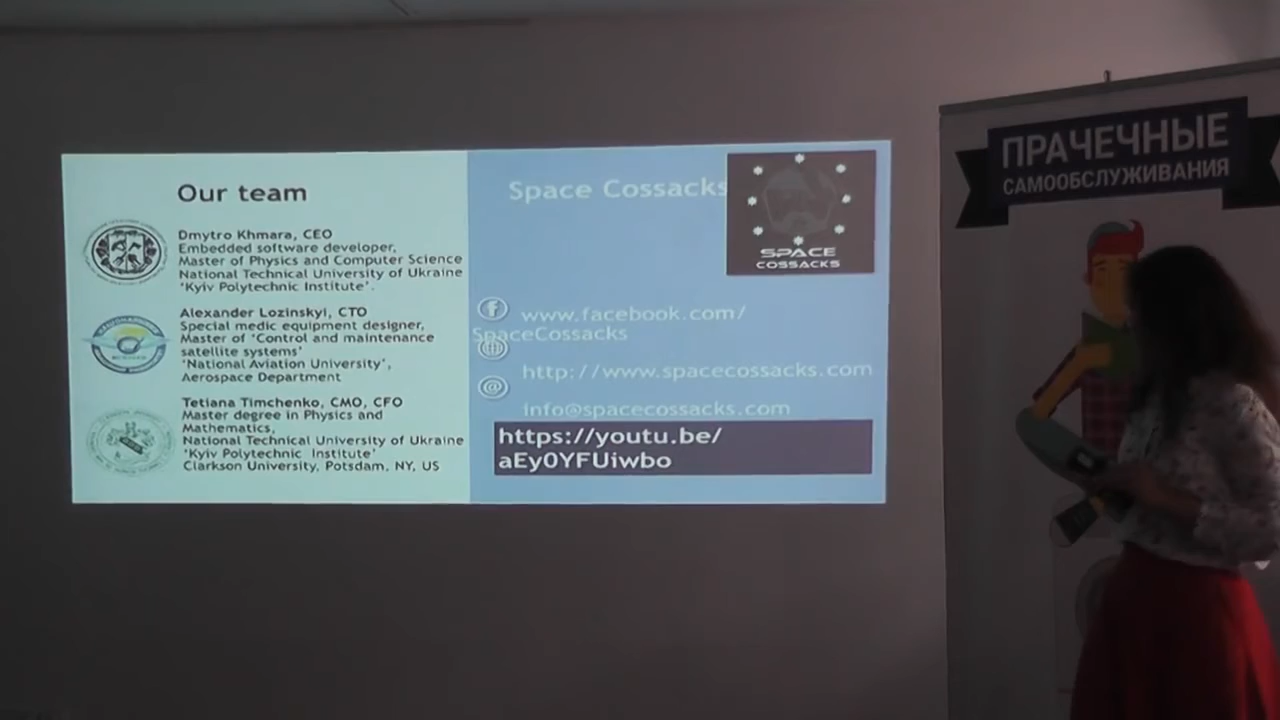 Our team
Dmytro Khmara, CEO
Embedded software developer,
Master of Physics and Computer Science
National Technical University of Ukraine
'Kyiv Polytechnic Institute'.
Alexander Lozinskyi, CTO
Special medic equipment designer,
Master of 'Control and maintenance
satellite systems'
'National Aviation University',
Aerospace Department
Tetiana Timchenko, CMO, CFO
Master degree in Physics and
Mathematics,
National Technical University of Ukraine
'Kyiv Polytechnic Institute'
Clarkson University, Potsdam, NY, US
Space Cossacks
SPACE
COSSACKS
www.facebook.com/
SpaceCossacks
http://www.spacecossacks.com
info@spacecossacks.com
https://youtu.be/
aEy0YFUiwbo
ПРАЧЕЧНЫЕ
САМООБСЛУЖИВАНИЯ